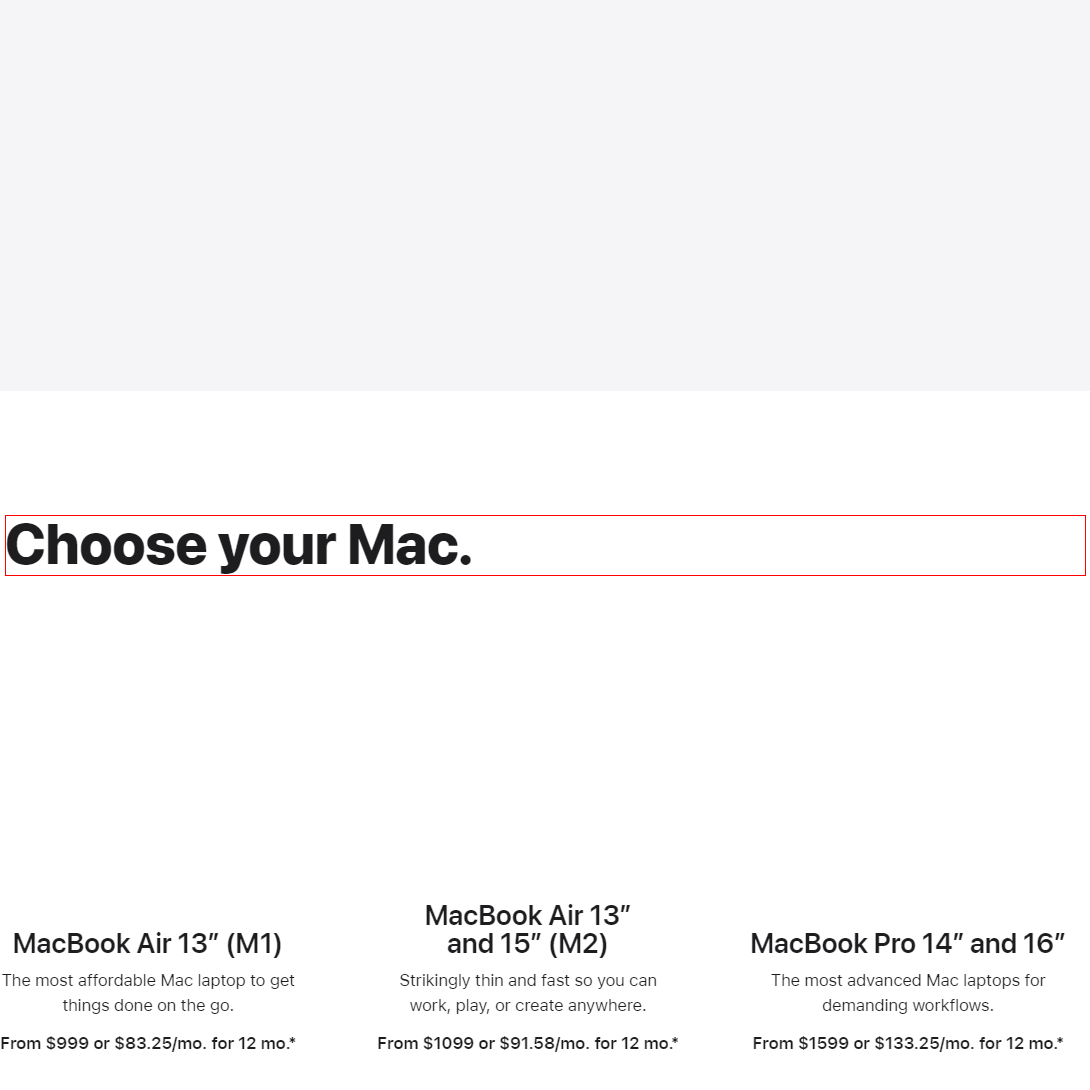 Choose your Mac.
MacBook Air 13” (M1)
The most affordable Mac laptop to get
things done on the go.
From $999 or $83.25/mo. for 12 mo.*
MacBook Air 13”
and 15” (M2)
Strikingly thin and fast so you can
work, play, or create anywhere.
From $1099 or $91.58/mo. for 12 mo.*
MacBook Pro 14” and 16”
The most advanced Mac laptops for
demanding workflows.
From $1599 or $133.25/mo. for 12 mo.*